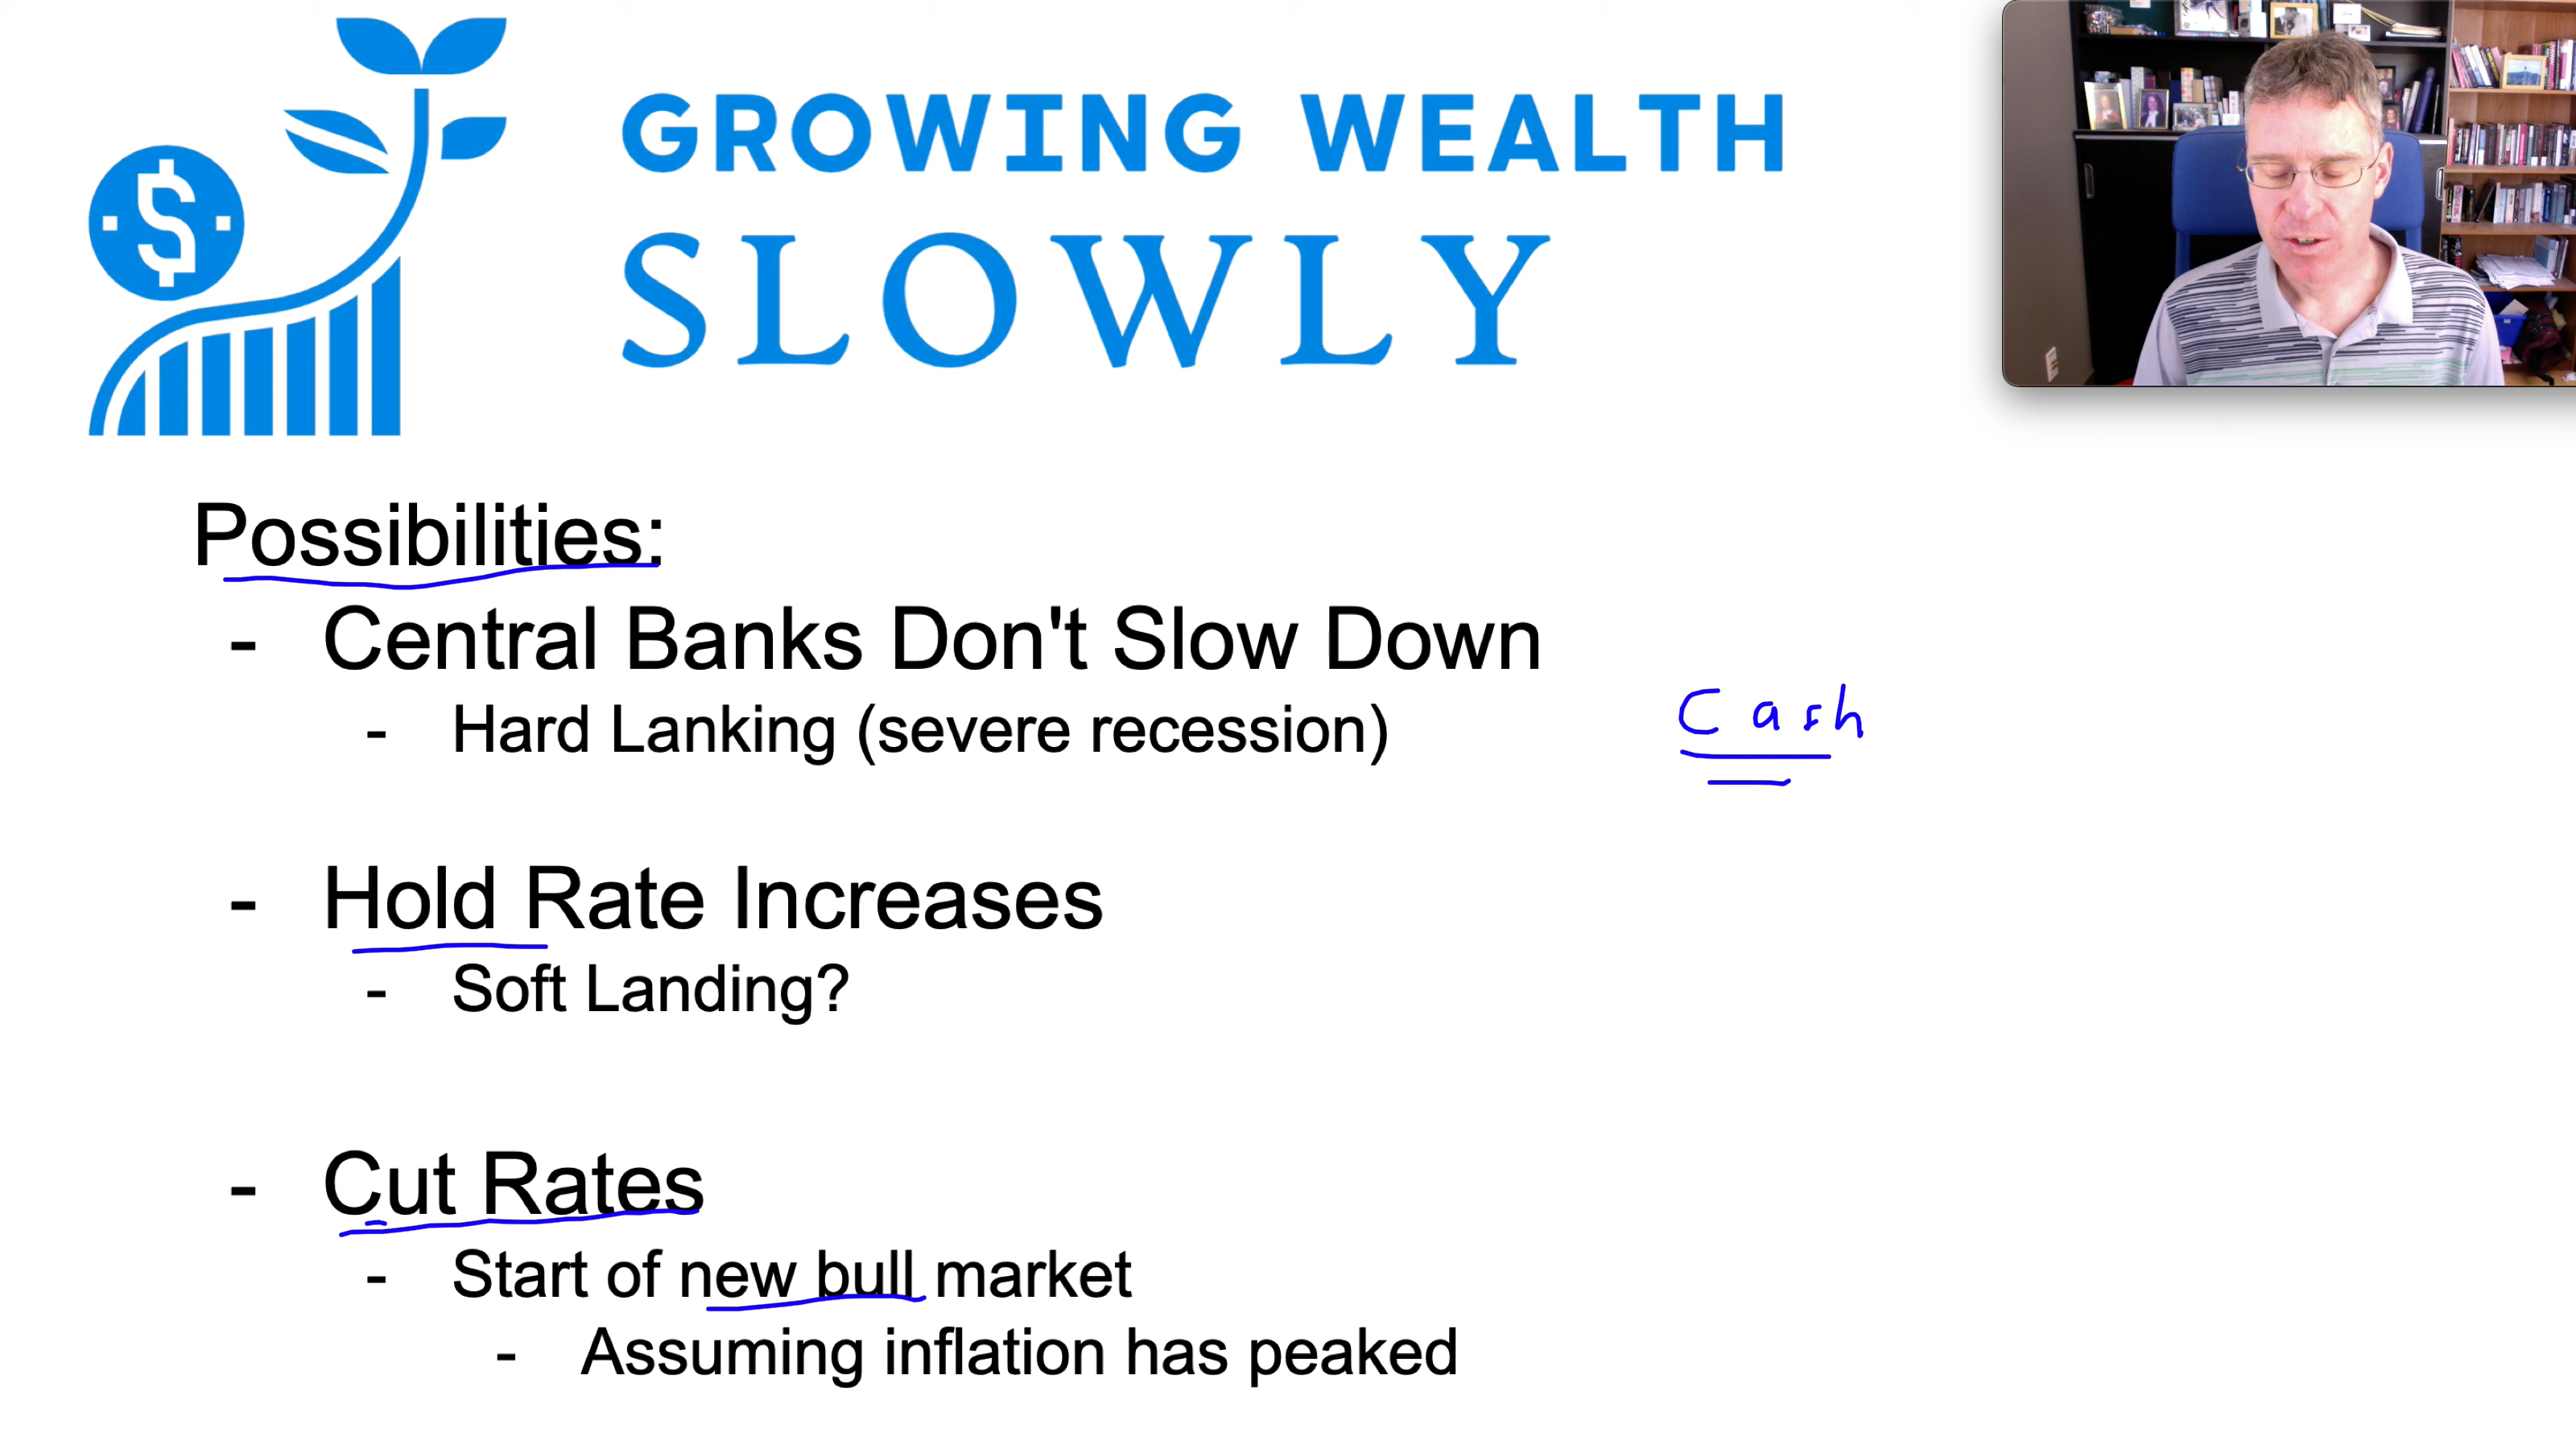 GROWING WEALTH
SLOWLY
Possibilities:
- Central Banks Don't Slow Down
- Hard Lanking (severe recession)
Cash
- Hold Rate Increases
- Soft Landing?
- Cut Rates
- Start of new bull market
- Assuming inflation has peaked